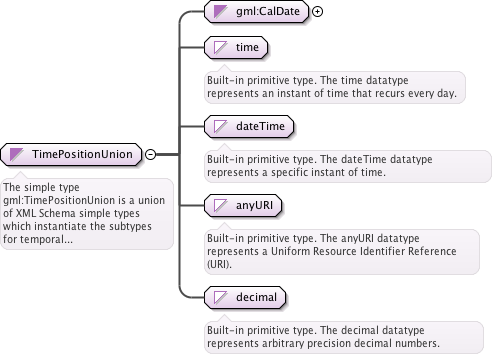 gml:CalDate
time
Built-in primitive type. The time datatype
represents an instant of time that recurs every day.
dateTime
Built-in primitive type. The dateTime datatype
represents a specific instant of time.
TimePositionUnion
The simple type
gml:TimePositionUnion is a union
of XML Schema simple types
which instantiate the subtypes
for temporal...
anyURI
Built-in primitive type. The anyURI datatype
represents a Uniform Resource Identifier Reference
(URI).
decimal
Built-in primitive type. The decimal datatype
represents arbitrary precision decimal numbers.